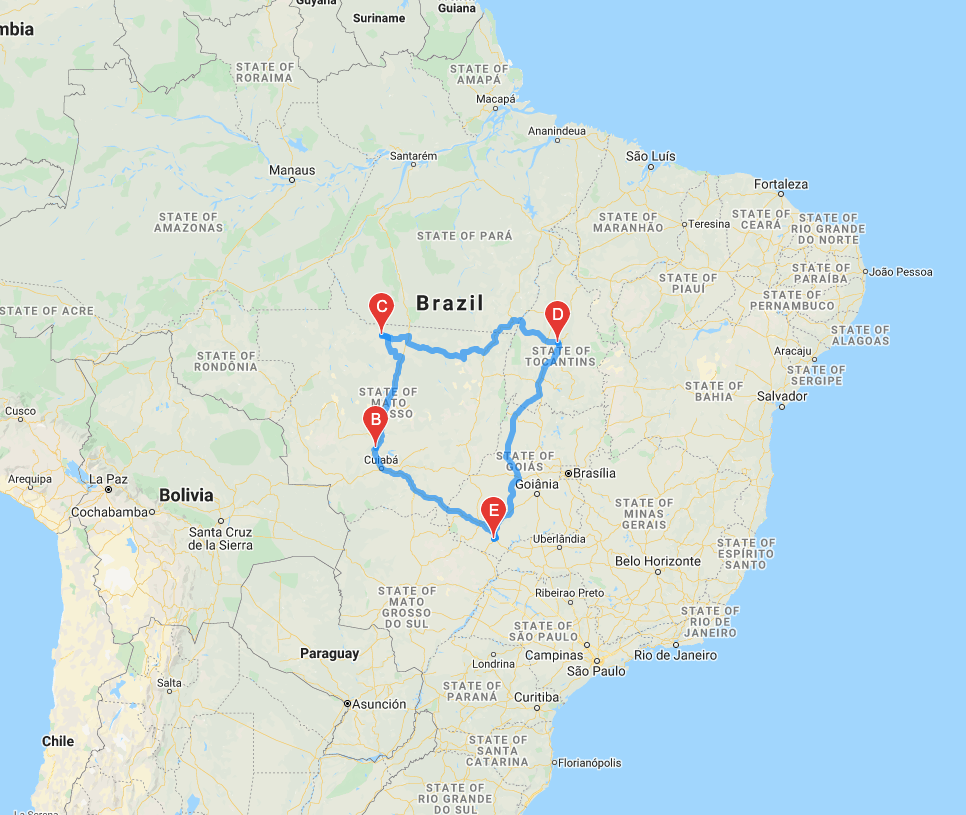 Guyana
Suriname
Guiana
mbia
STATE OF
RORAIMA
STATE OF
AMAPÁ
Macapá
Ananindeua
Santarém
São Luís
Manaus
Fortaleza
STATE OF
AMAZONAS
STATE OF
MARANHÃO
Teresina
STATE OF
CEARÁ
STATE OF
RIO GRANDE
DO NORTE
STATE OF PARÁ
STATE OF
PARAÍBA
João Pessoa
STATE OF
PIAUÍ
STATE OF
PERNAMBUCO
C
Brazil
D
STATE OF ACRE
STATE OF
ALAGOAS
STATE OF
RONDÔNIA
STATE OF
TOCANTINS
Aracaju
STATE OF
SERGIPE
STATE OF
MATO
OSSO
STATE OF
BAHIA
Salvador
Cusco
B
Cuiabá
STATE OF
GOIÁS
Brasília
Arequipa
La Paz
Goiânia
Bolivia
Cochabamba
E
STATE OF
MINAS
GERAIS
Santa Cruz
de la Sierra
Uberlândia
STATE OF
ESPÍRITO
SANTO
Belo Horizonte
STATE OF
MATO
GROSSO
DO SUL
Ribeirao Preto
STATE OF
RIO DE
JANEIRO
STATE OF
SÃO PAULO
Paraguay
Campinas
Rio de Janeiro
Londrina
São Paulo
Salta
STATE OF
PARANÁ
Curitiba
Asunción
Chile
STATE OF
SANTA
CATARINA
Florianópolis
STATE OF
RIO GRANDE
DO SUL
La Serena